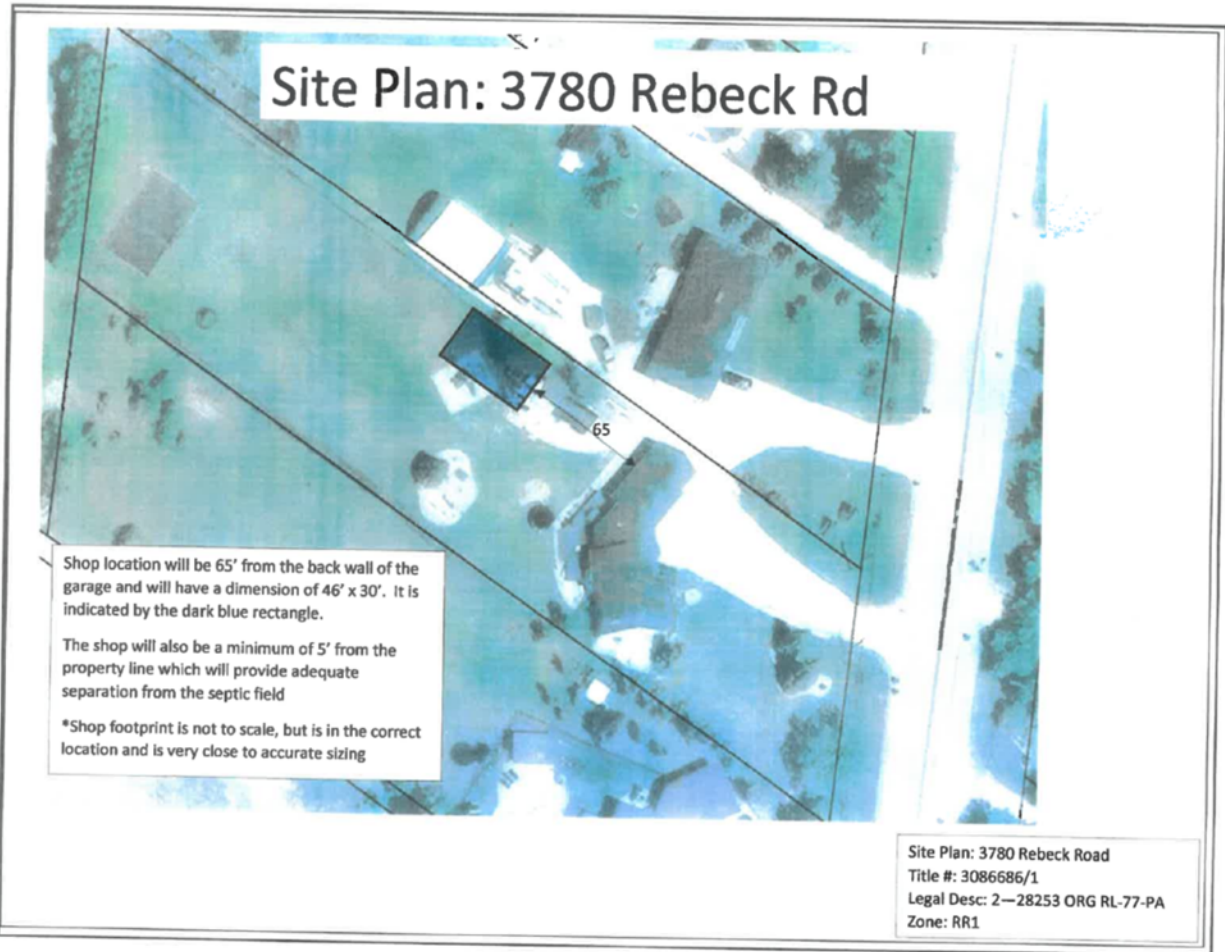 Site Plan: 3780 Rebeck Rd
65
Shop location will be 65' from the back wall of the
garage and will have a dimension of 46' x 30'. It is
indicated by the dark blue rectangle.
The shop will also be a minimum of 5' from the
property line which will provide adequate
separation from the septic field
*Shop footprint is not to scale, but is in the correct
location and is very close to accurate sizing
Site Plan: 3780 Rebeck Road
Title #: 3086686/1
Legal Desc: 2—28253 ORG RL-77-PA
Zone: RR1